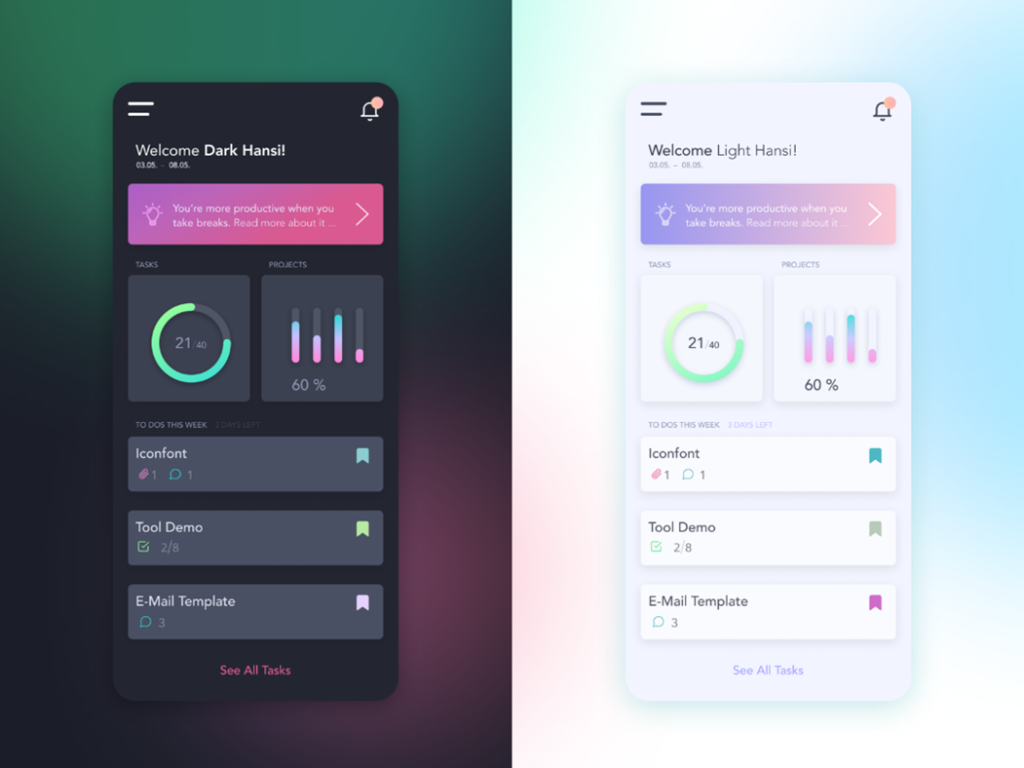 Welcome Dark Hansi!
03.05. – 08.05.
You're more productive when you
take breaks. Read more about it ...
TASKS
PROJECTS
21/40
60 %
TO DOS THIS WEEK 2 DAYS LEFT
Iconfont
1 1
Tool Demo
2/8
E-Mail Template
3
See All Tasks
Welcome Light Hansi!
03.05. – 08.05.
You're more productive when you
take breaks. Read more about it ...
TASKS
PROJECTS
21/40
60 %
TO DOS THIS WEEK 3 DAYS LEFT
Iconfont
1 1
Tool Demo
2/8
E-Mail Template
3
See All Tasks